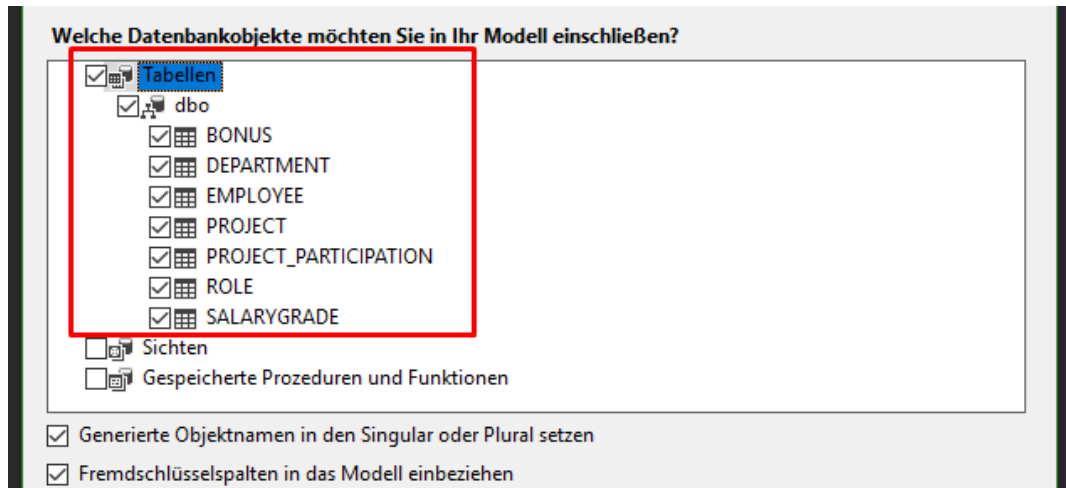 Welche Datenbankobjekte möchten Sie in Ihr Modell einschließen?
Tabellen
dbo
BONUS
DEPARTMENT
EMPLOYEE
PROJECT
PROJECT_PARTICIPATION
ROLE
SALARYGRADE
Sichten
Gespeicherte Prozeduren und Funktionen
Generierte Objektnamen in den Singular oder Plural setzen
Fremdschlüsselspalten in das Modell einbeziehen